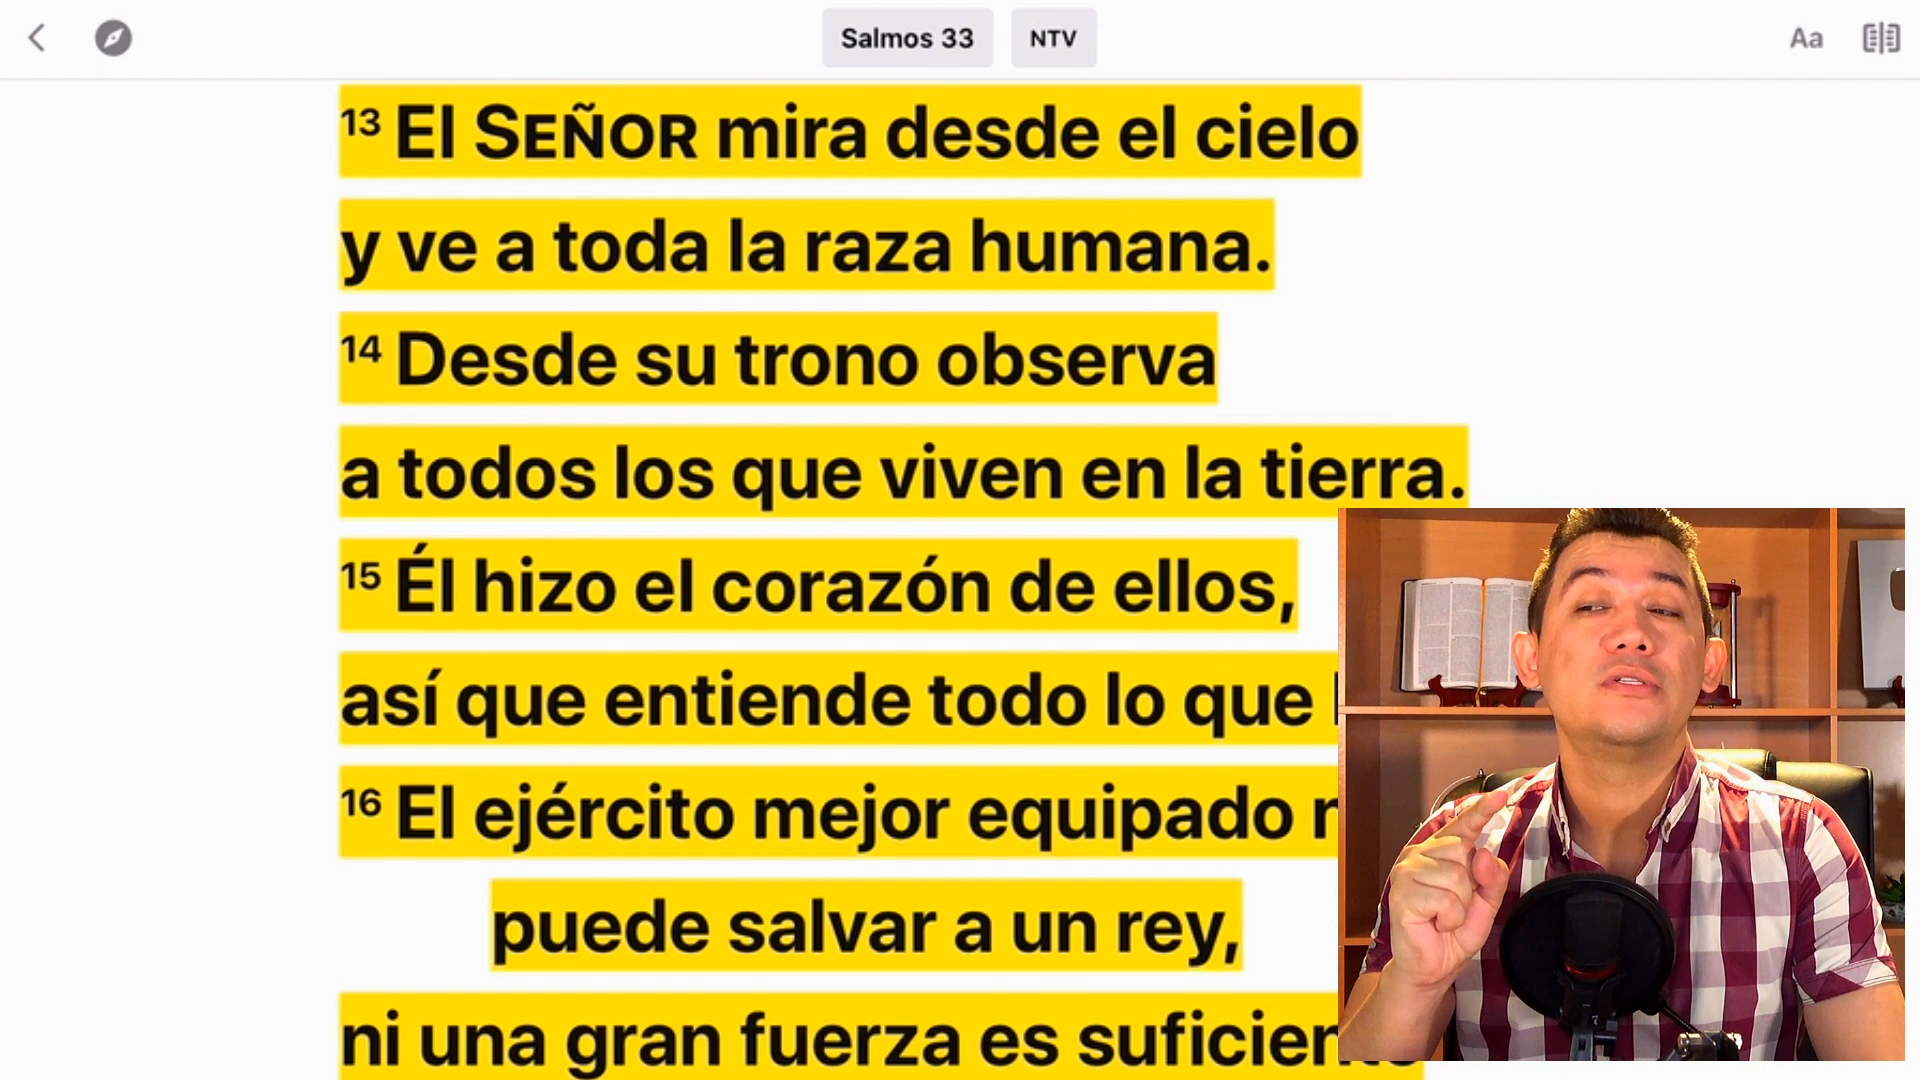 Salmos 33 NTV Aa
13 El SEÑOR mira desde el cielo
y ve a toda la raza humana.
14 Desde su trono observa
a todos los que viven en la tierra.
15 Él hizo el corazón de ellos,
así que entiende todo lo que
16 El ejército mejor equipado
puede salvar a un rey,
ni una gran fuerza es